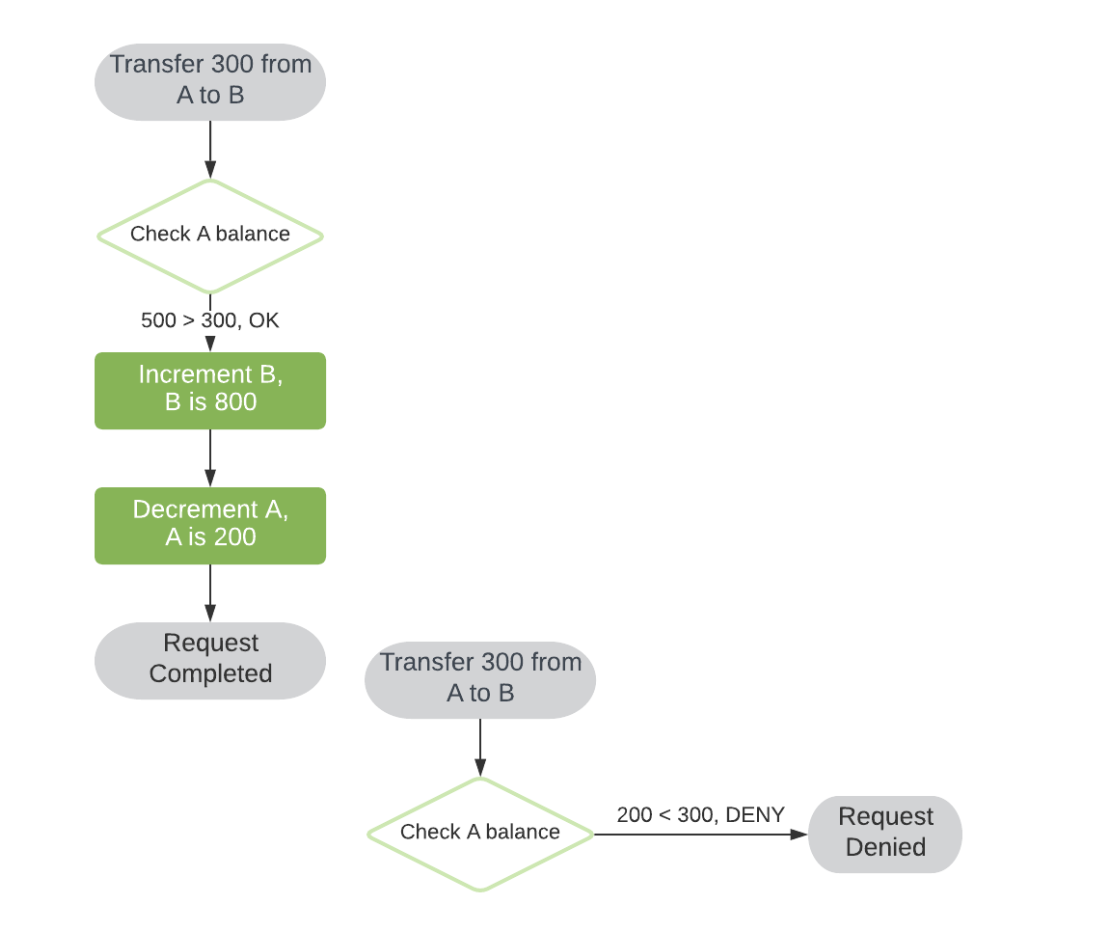 Transfer 300 from
A to B
Check A balance
500 > 300, OK
Increment B,
B is 800
Decrement A,
A is 200
Request
Completed
Transfer 300 from
A to B
Check A balance
200 < 300, DENY
Request
Denied